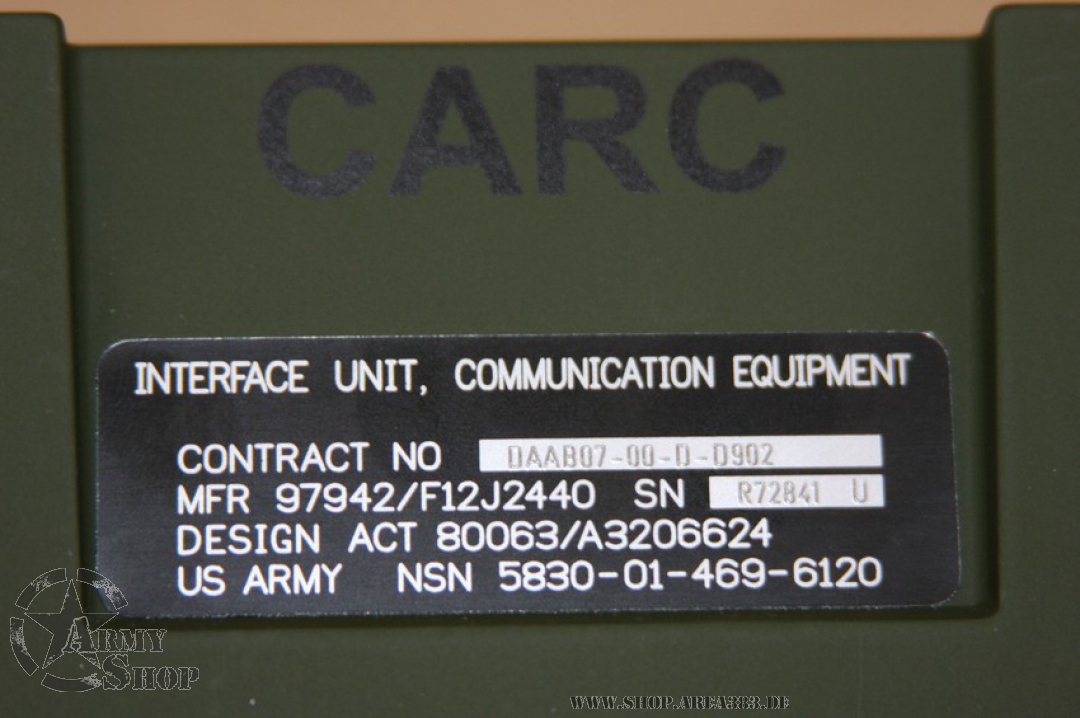 CARC
INTERFACE UNIT, COMMUNICATION EQUIPMENT
CONTRACT NO DAAB07-00-D-D902
MFR 97942/F12J2440 SN R72841 U
DESIGN ACT 80063/A3206624
US ARMY NSN 5830-01-469-6120
ARMY
SHOP
WWW.SHOP.AREA383.DE